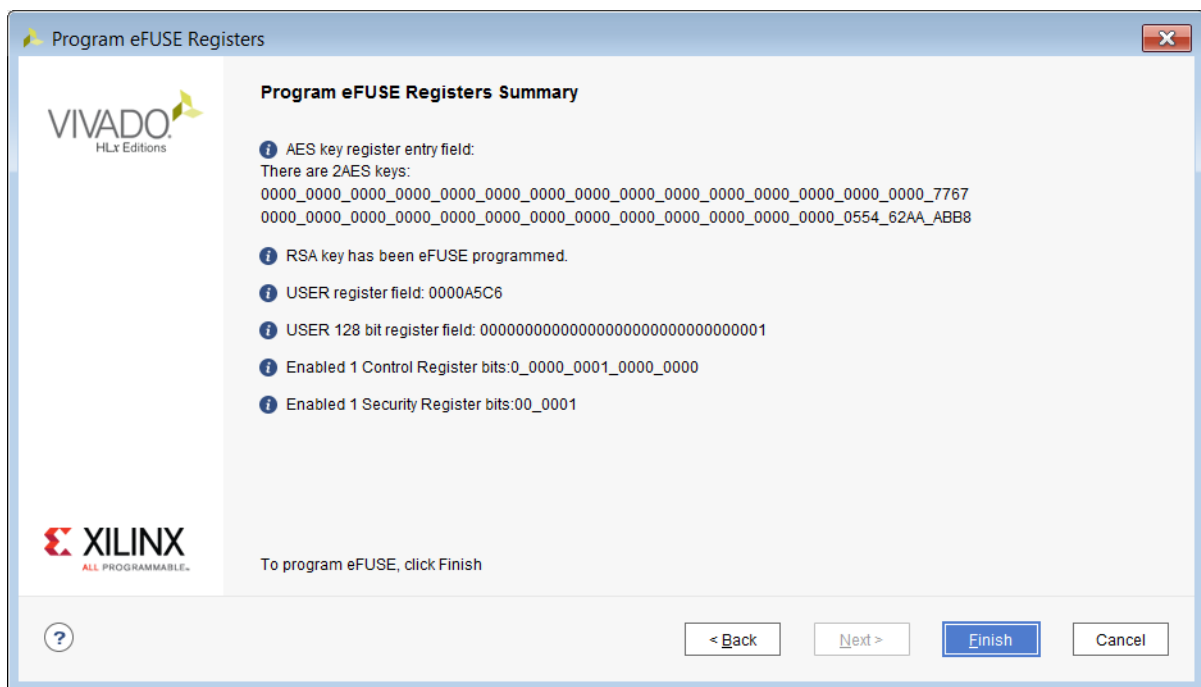 Program eFUSE Registers
VIVADO.
HLx Editions
Program eFUSE Registers Summary
AES key register entry field:
There are 2AES keys:
0000_0000_0000_0000_0000_0000_0000_0000_0000_0000_0000_0000_0000_0000_0000_7767
0000_0000_0000_0000_0000_0000_0000_0000_0000_0000_0000_0000_0000_0554_62AA_ABB8
RSA key has been eFUSE programmed.
USER register field: 0000A5C6
USER 128 bit register field: 00000000000000000000000000000001
Enabled 1 Control Register bits:0_0000_0001_0000_0000
Enabled 1 Security Register bits:00_0001
XILINX
ALL PROGRAMMABLE™
To program eFUSE, click Finish
?
< Back
Next >
Finish
Cancel